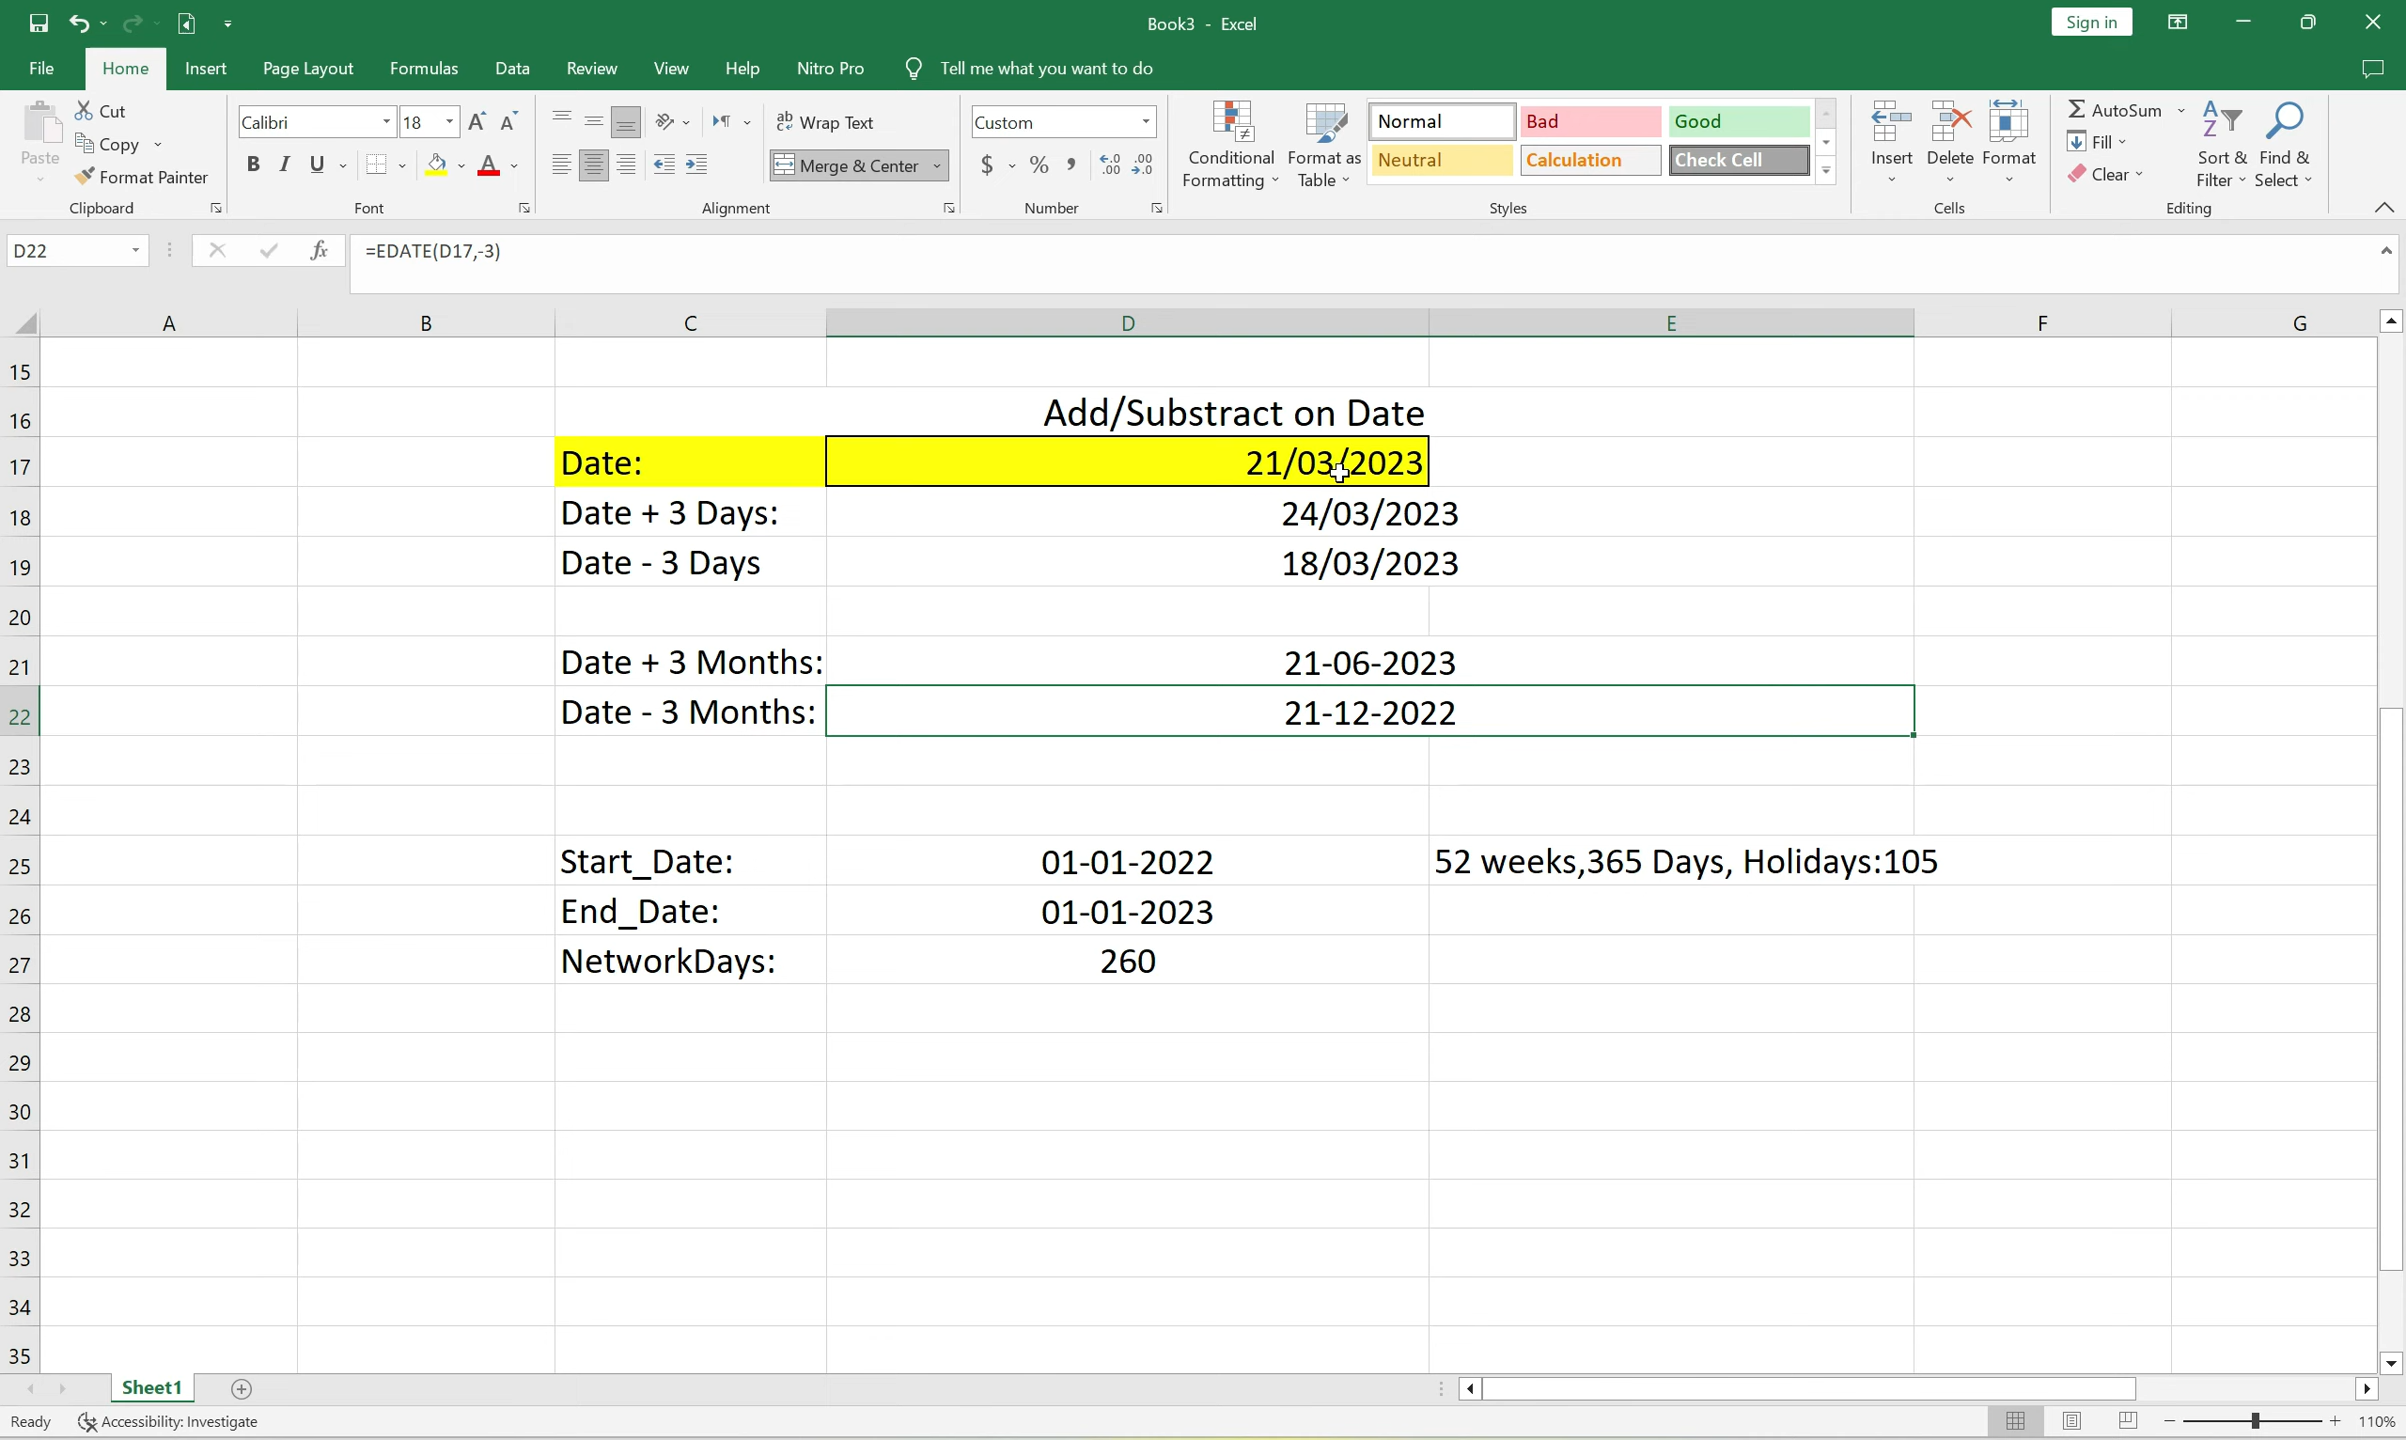 Book3 - Excel
Sign in
File Home Insert Page Layout Formulas Data Review View Help Nitro Pro Tell me what you want to do
Paste
Cut
Copy
Format Painter
Clipboard
Calibri 18
B I U A
Font
Wrap Text
Merge & Center
Alignment
Custom
$ % , .0 .00 .00 .0
Number
Conditional Formatting
Format as Table
Normal Bad Good
Neutral Calculation Check Cell
Styles
Insert Delete Format
Cells
AutoSum
Fill
Clear
Sort & Filter
Find & Select
Editing
D22 fx =EDATE(D17,-3)
A B C D E F G
15
16 Add/Substract on Date
17 Date: 21/03/2023
18 Date + 3 Days: 24/03/2023
19 Date - 3 Days 18/03/2023
20
21 Date + 3 Months: 21-06-2023
22 Date - 3 Months: 21-12-2022
23
24
25 Start_Date: 01-01-2022 52 weeks,365 Days, Holidays:105
26 End_Date: 01-01-2023
27 NetworkDays: 260
28
29
30
31
32
33
34
35
Sheet1
Ready Accessibility: Investigate 110%